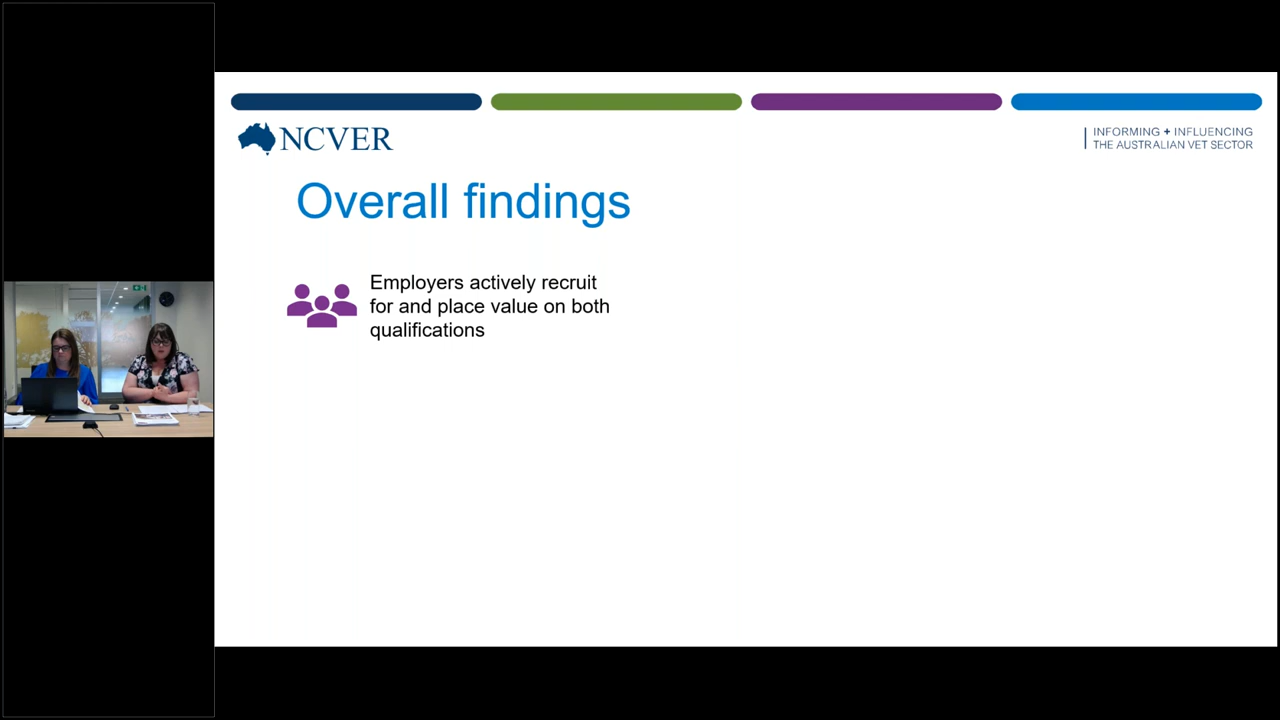 NCVER
INFORMING + INFLUENCING
THE AUSTRALIAN VET SECTOR
Overall findings
Employers actively recruit
for and place value on both
qualifications